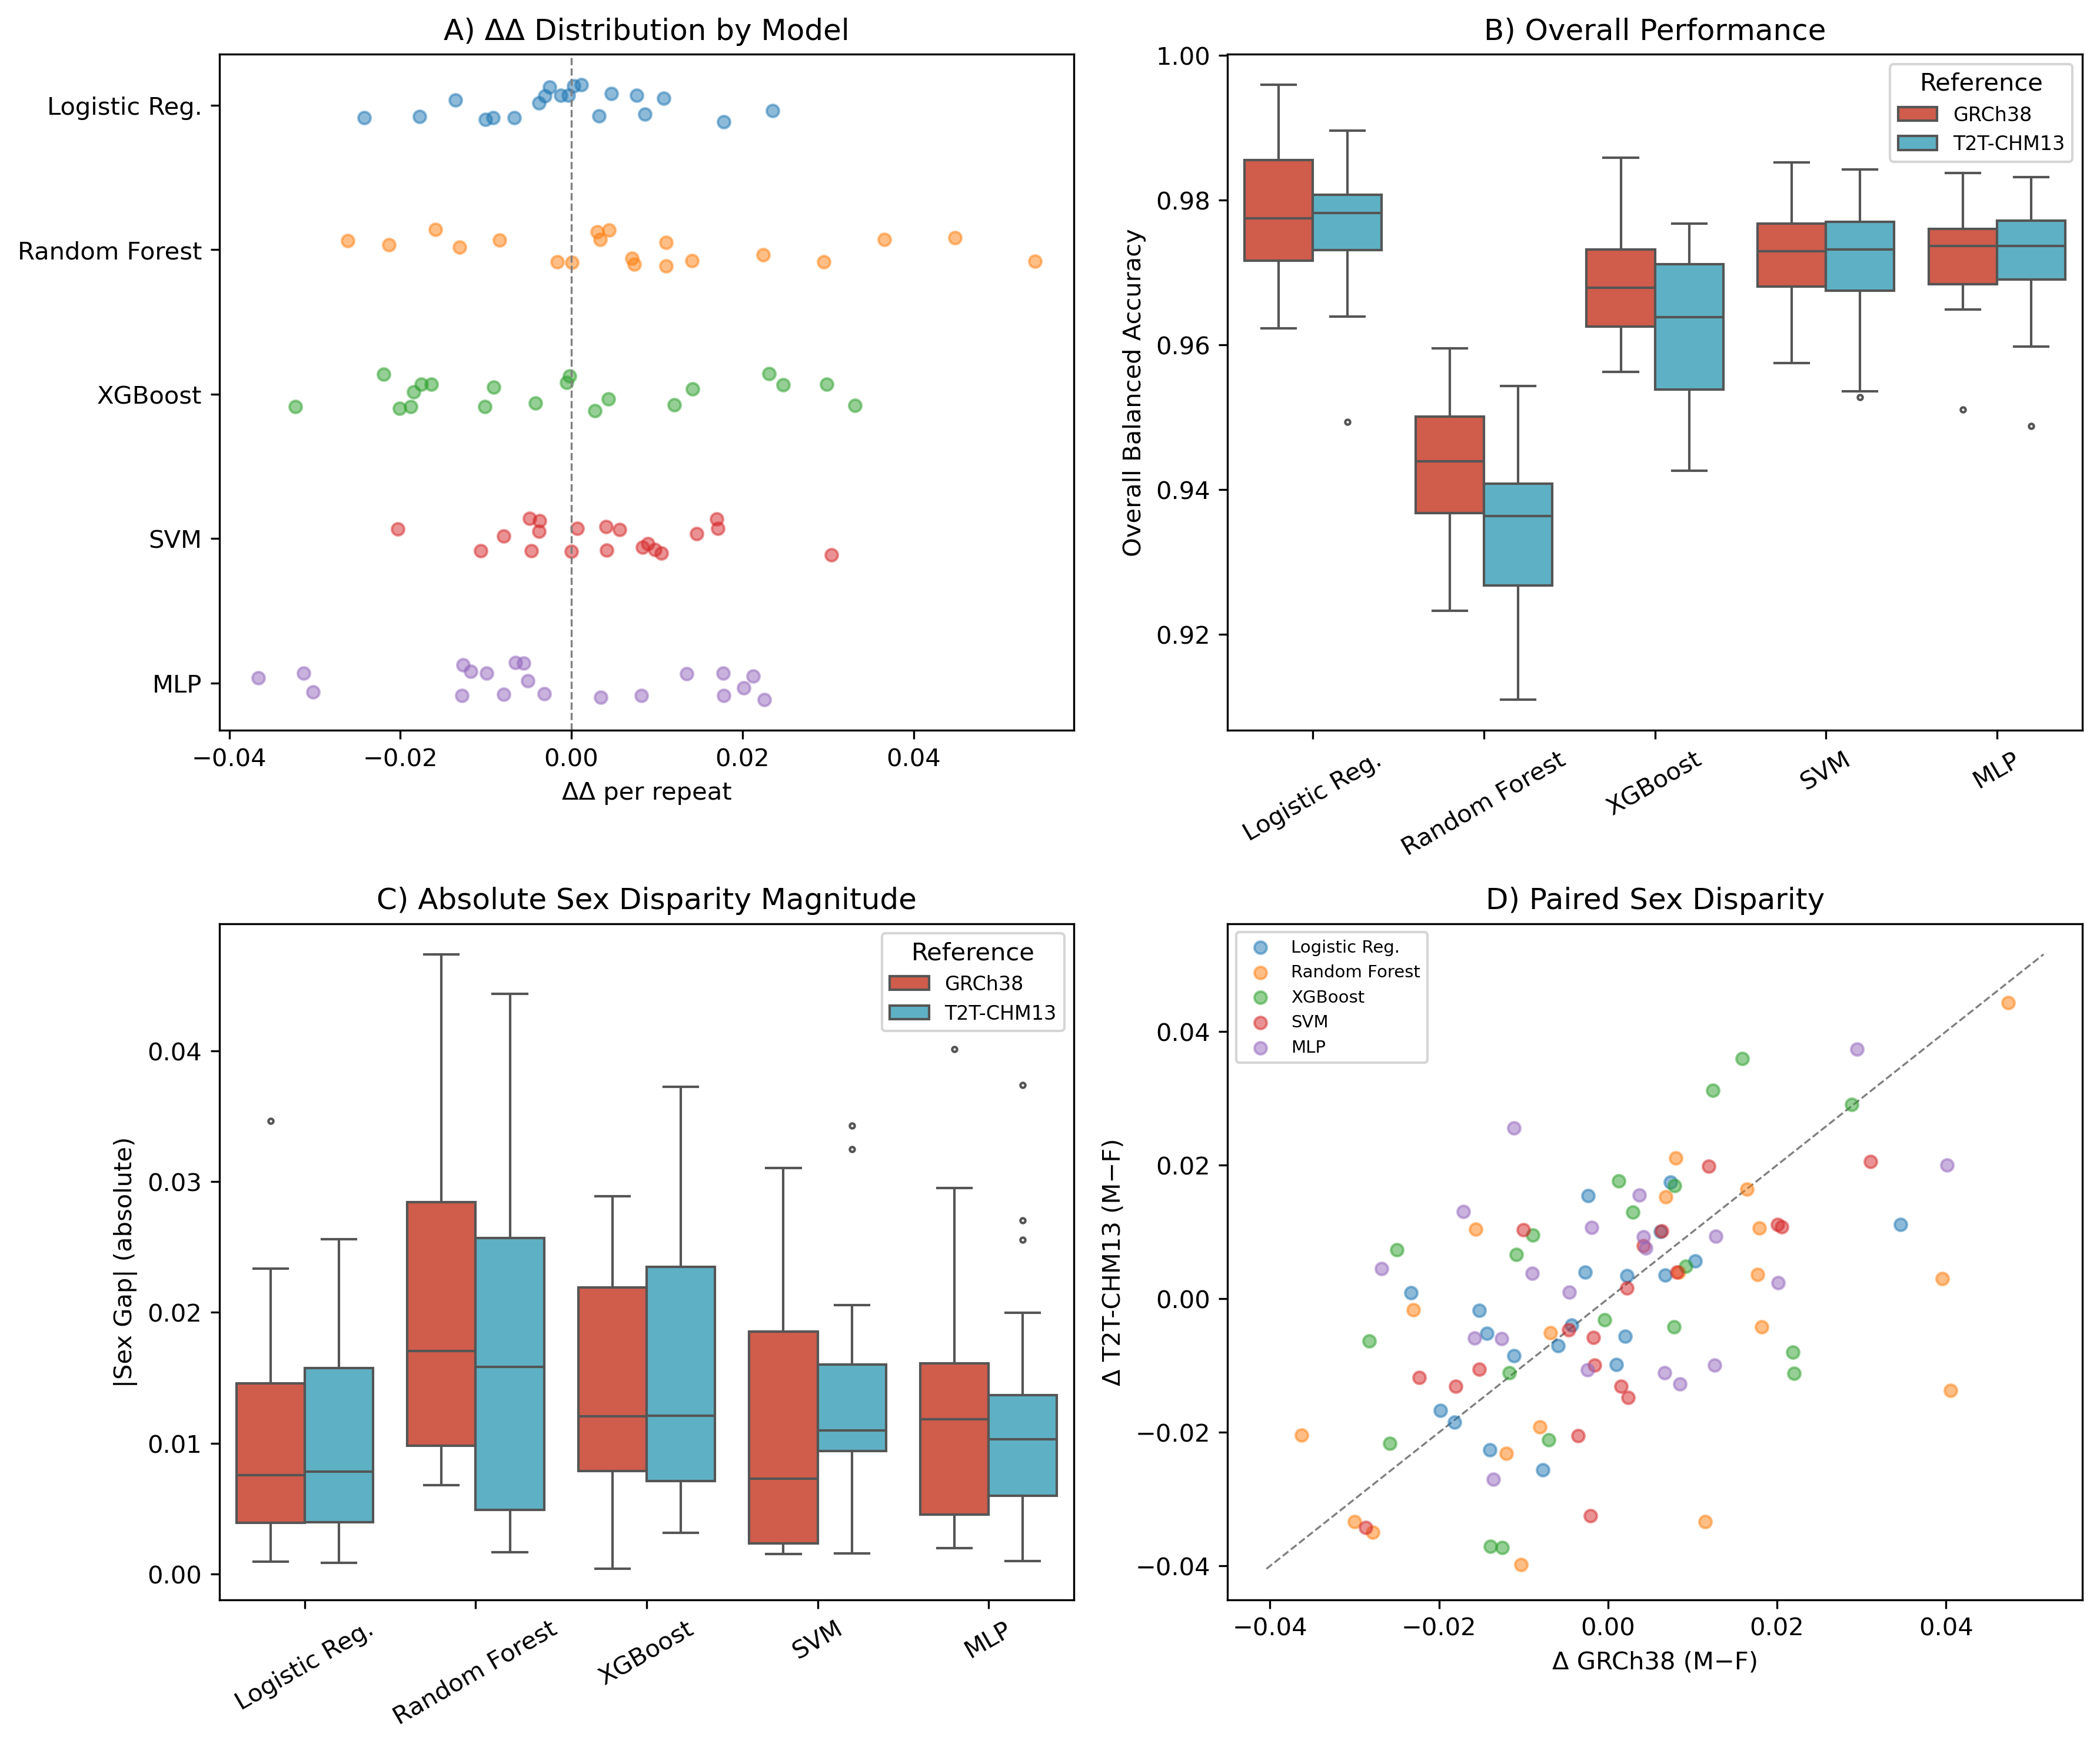 A) ΔΔ Distribution by Model
Logistic Reg.
Random Forest
XGBoost
SVM
MLP
−0.04
−0.02
0.00
0.02
0.04
ΔΔ per repeat
B) Overall Performance
Overall Balanced Accuracy
1.00
0.98
0.96
0.94
0.92
Reference
GRCh38
T2T-CHM13
Logistic Reg.
Random Forest
XGBoost
SVM
MLP
C) Absolute Sex Disparity Magnitude
|Sex Gap| (absolute)
0.04
0.03
0.02
0.01
0.00
Reference
GRCh38
T2T-CHM13
Logistic Reg.
Random Forest
XGBoost
SVM
MLP
D) Paired Sex Disparity
Δ T2T-CHM13 (M−F)
0.04
0.02
0.00
−0.02
−0.04
Logistic Reg.
Random Forest
XGBoost
SVM
MLP
−0.04
−0.02
0.00
0.02
0.04
Δ GRCh38 (M−F)